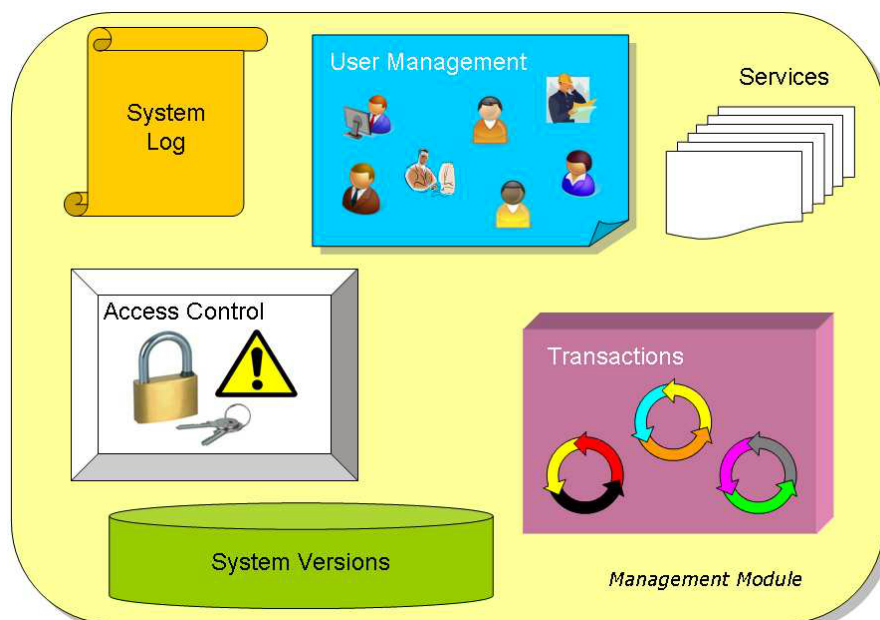 System
Log
User Management
Services
Access Control
Transactions
System Versions
Management Module